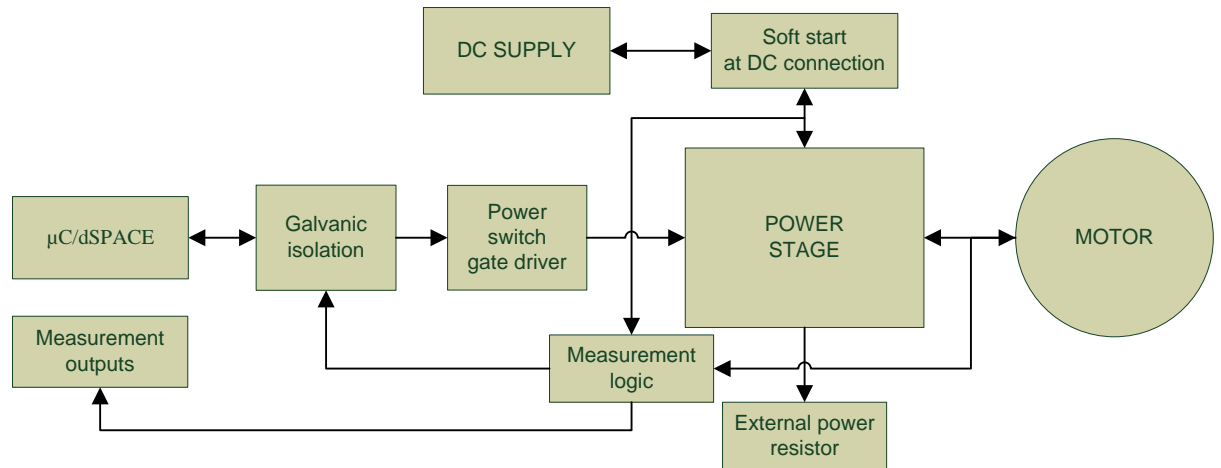 DC SUPPLY
Soft start
at DC connection
µC/dSPACE
Galvanic
isolation
Power
switch
gate driver
POWER
STAGE
MOTOR
Measurement
outputs
Measurement
logic
External power
resistor